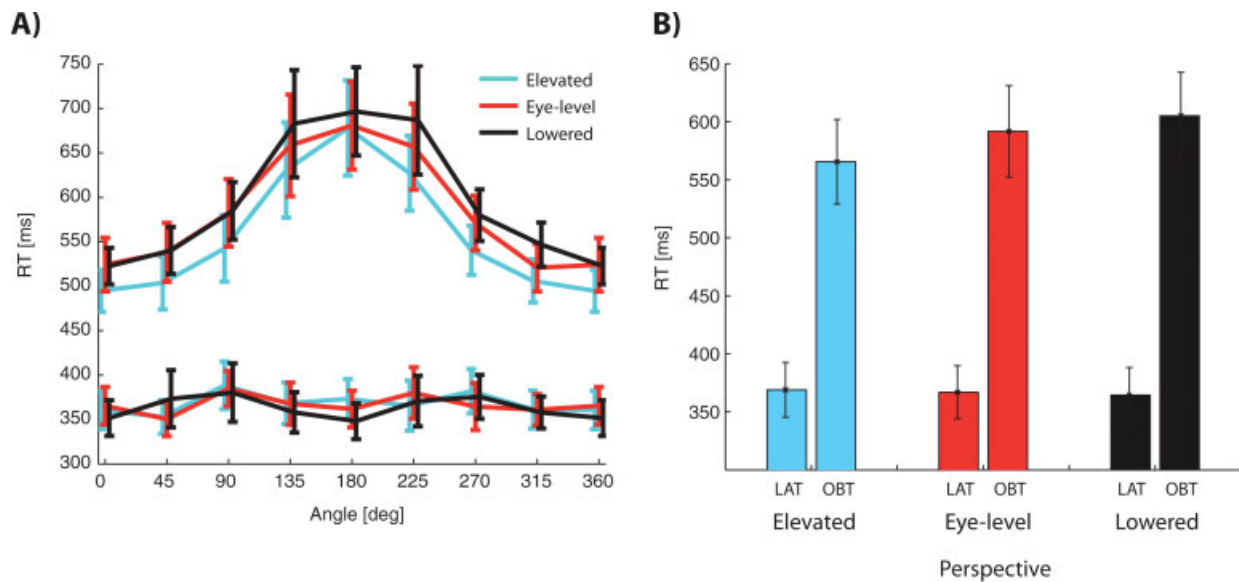 A)
750
700
650
600
550
500
450
400
350
300
RT [ms]
0 45 90 135 180 225 270 315 360
Angle [deg]
Elevated
Eye-level
Lowered
B)
650
600
550
500
450
400
350
RT [ms]
LAT OBT LAT OBT LAT OBT
Elevated Eye-level Lowered
Perspective